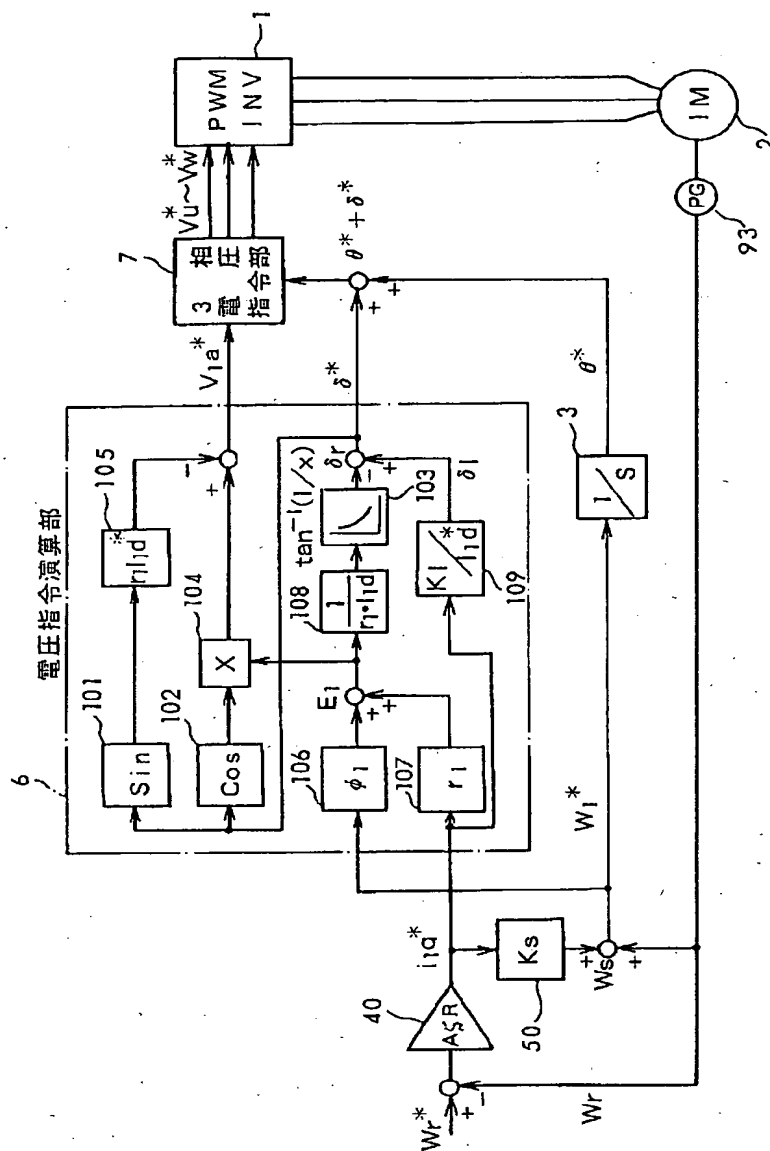 電圧指令演算部
6
101
Sin
102
Cos
104
X
105
r1I1d*
+
-
V1a*
7
3相
電圧
指令部
Vu*~Vw*
PWM
INV
1
IM
2
PG
93
106
φ1
107
r1
E1
+
+
108
1
r1・I1d
tan-1(1/x)
103
δr
-
+
δ1
K1/I1d*
109
δ*
+
+
θ*+δ*
θ*
3
1/S
W1*
Wr*
+
-
40
AζR
i1q*
Ks
50
Ws
+
+
Wr